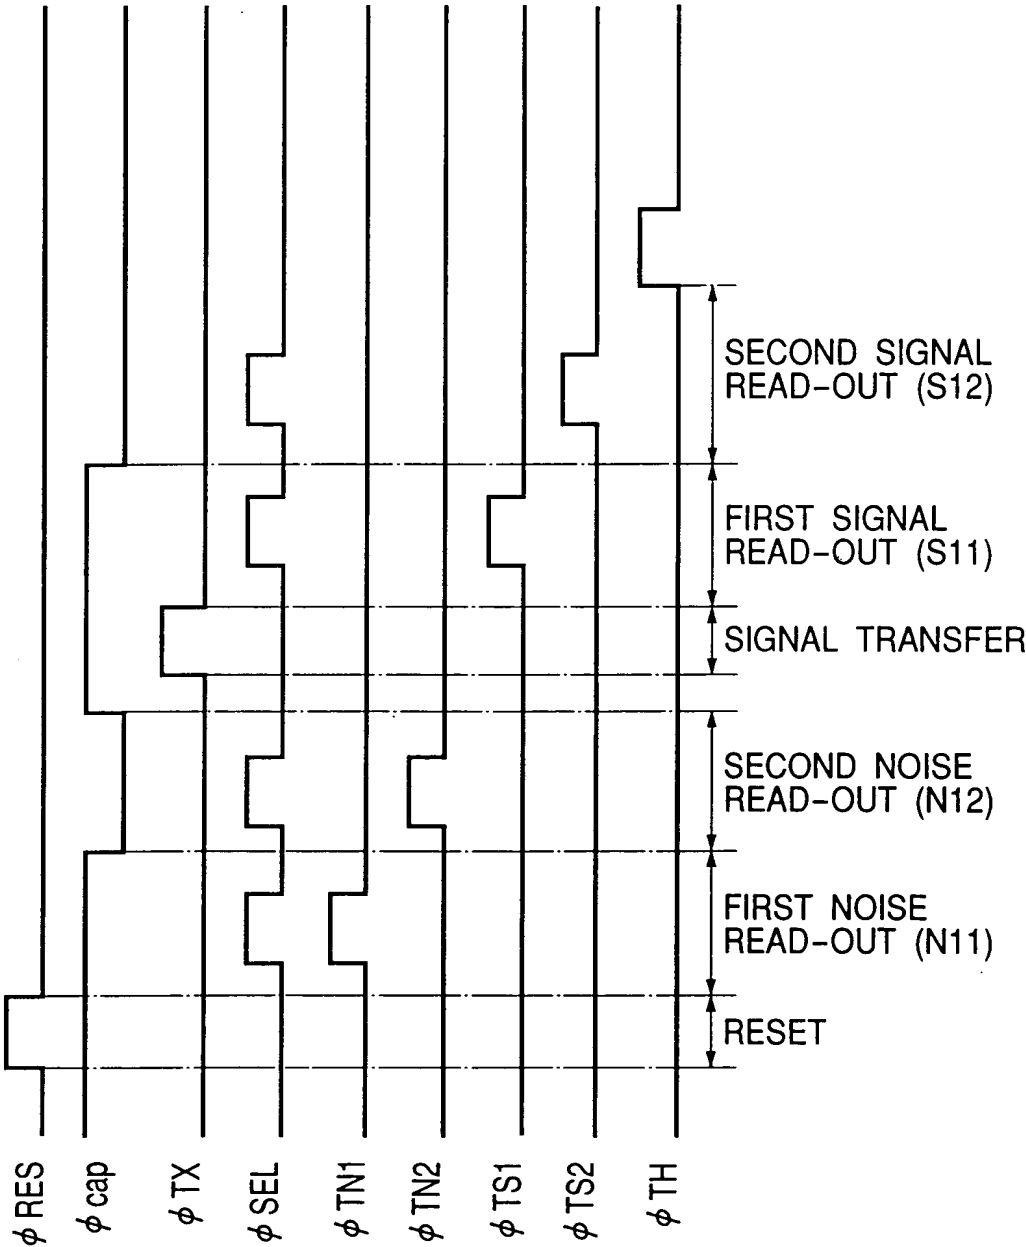 SECOND SIGNAL
READ-OUT (S12)
FIRST SIGNAL
READ-OUT (S11)
SIGNAL TRANSFER
SECOND NOISE
READ-OUT (N12)
FIRST NOISE
READ-OUT (N11)
RESET
ϕ RES
ϕ cap
ϕ TX
ϕ SEL
ϕ TN1
ϕ TN2
ϕ TS1
ϕ TS2
ϕ TH